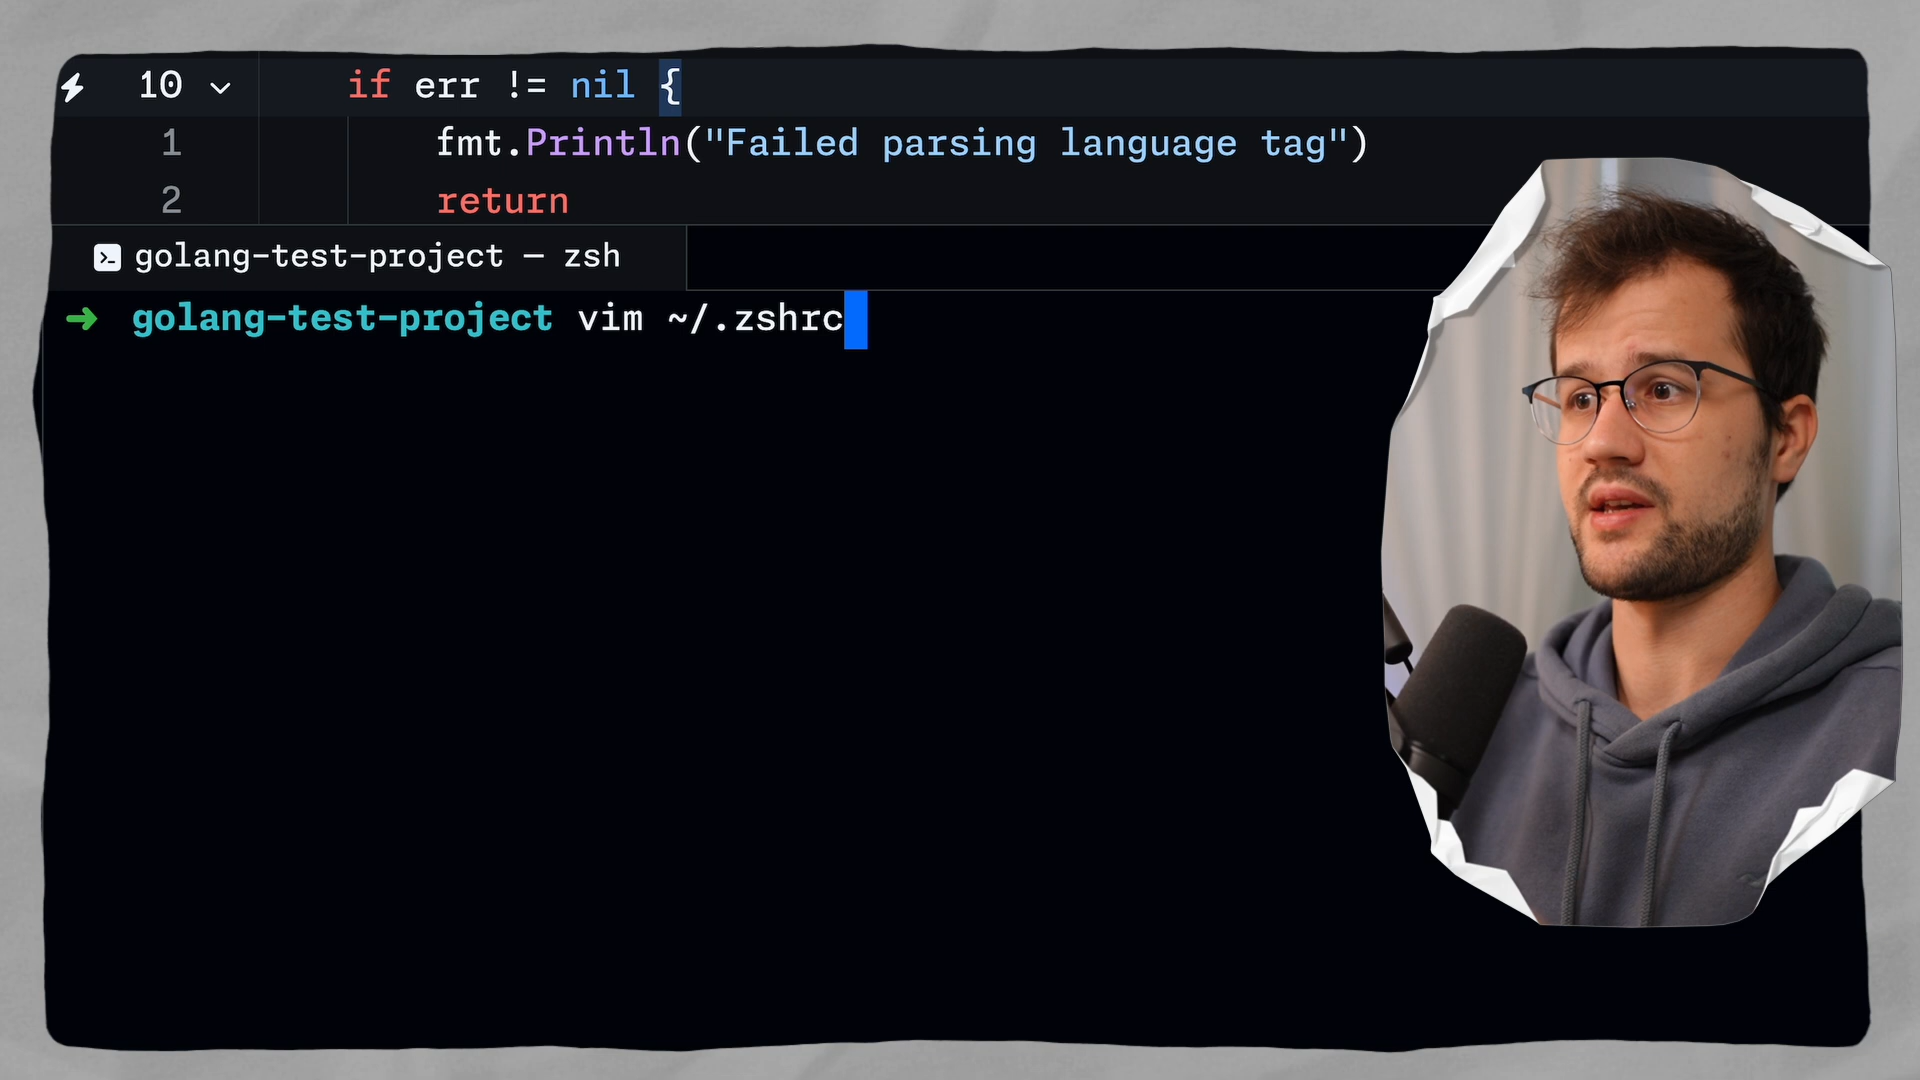 10 if err != nil {
1 fmt.Println("Failed parsing language tag")
2 return
golang-test-project — zsh
→ golang-test-project vim ~/.zshrc